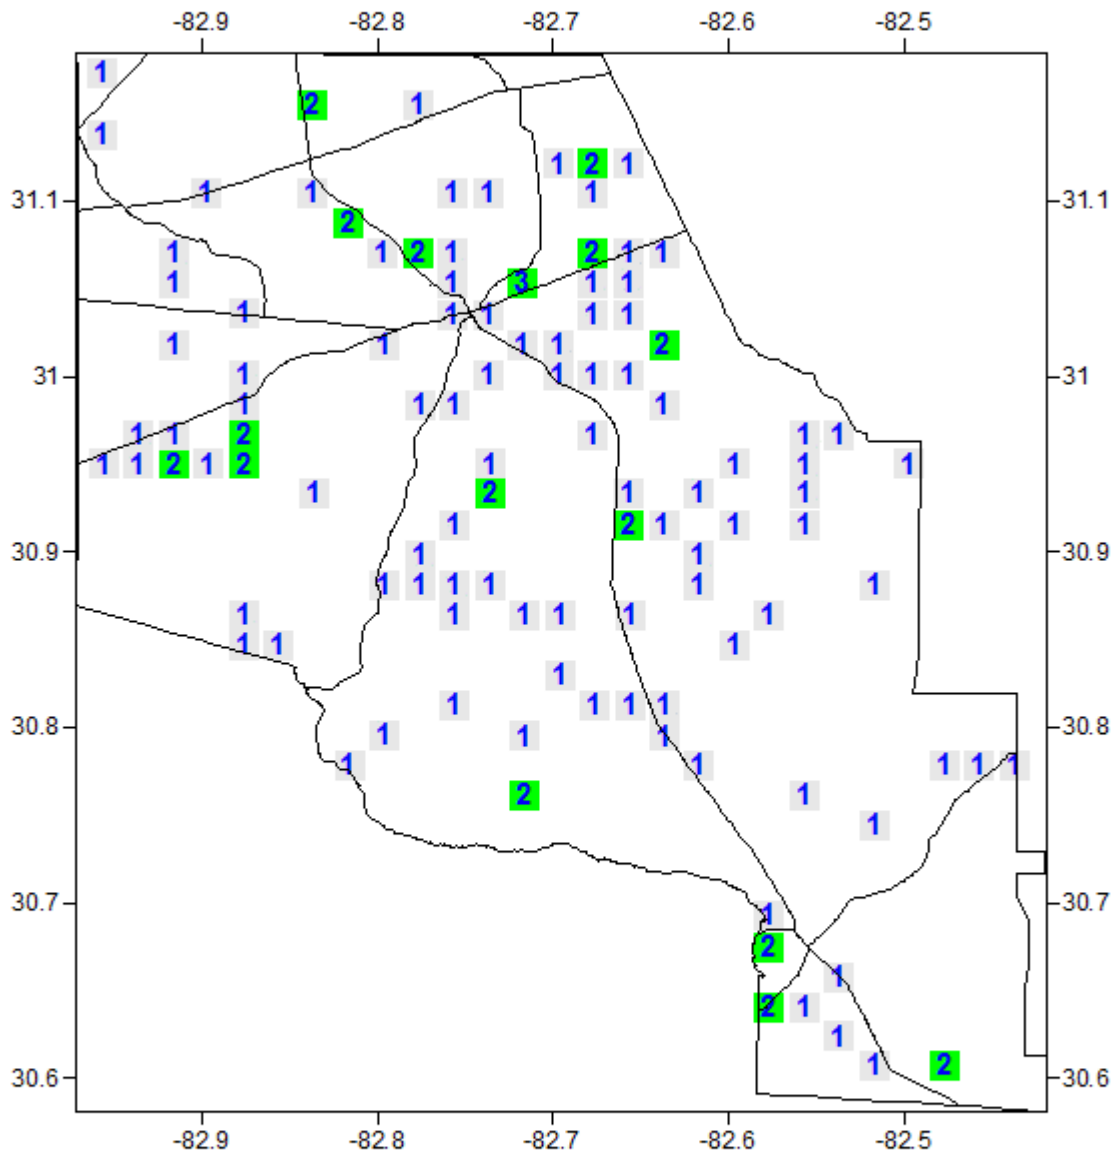 -82.9 -82.8 -82.7 -82.6 -82.5
1
2 1
1
1 2 1
31.1 1 1 1 1 1 31.1
2
1 1 2 1 2 1 1
1 1 3 1 1
1 1 1 1 1
1 1 1 1 2
31 1 1 1 1 1 31
1 1 1 1
1 1 2 1 1 1
1 1 2 1 2 1 1 1 1
1 2 1 1 1
1 2 1 1 1
30.9 1 1 30.9
1 1 1 1 1 1
1 1 1 1 1 1
1 1 1
1
1 1 1 1
30.8 1 1 1 30.8
1 1 1 1 1
2 1
1
30.7 1 30.7
2
1
2 1
1
30.6 1 2 30.6
-82.9 -82.8 -82.7 -82.6 -82.5